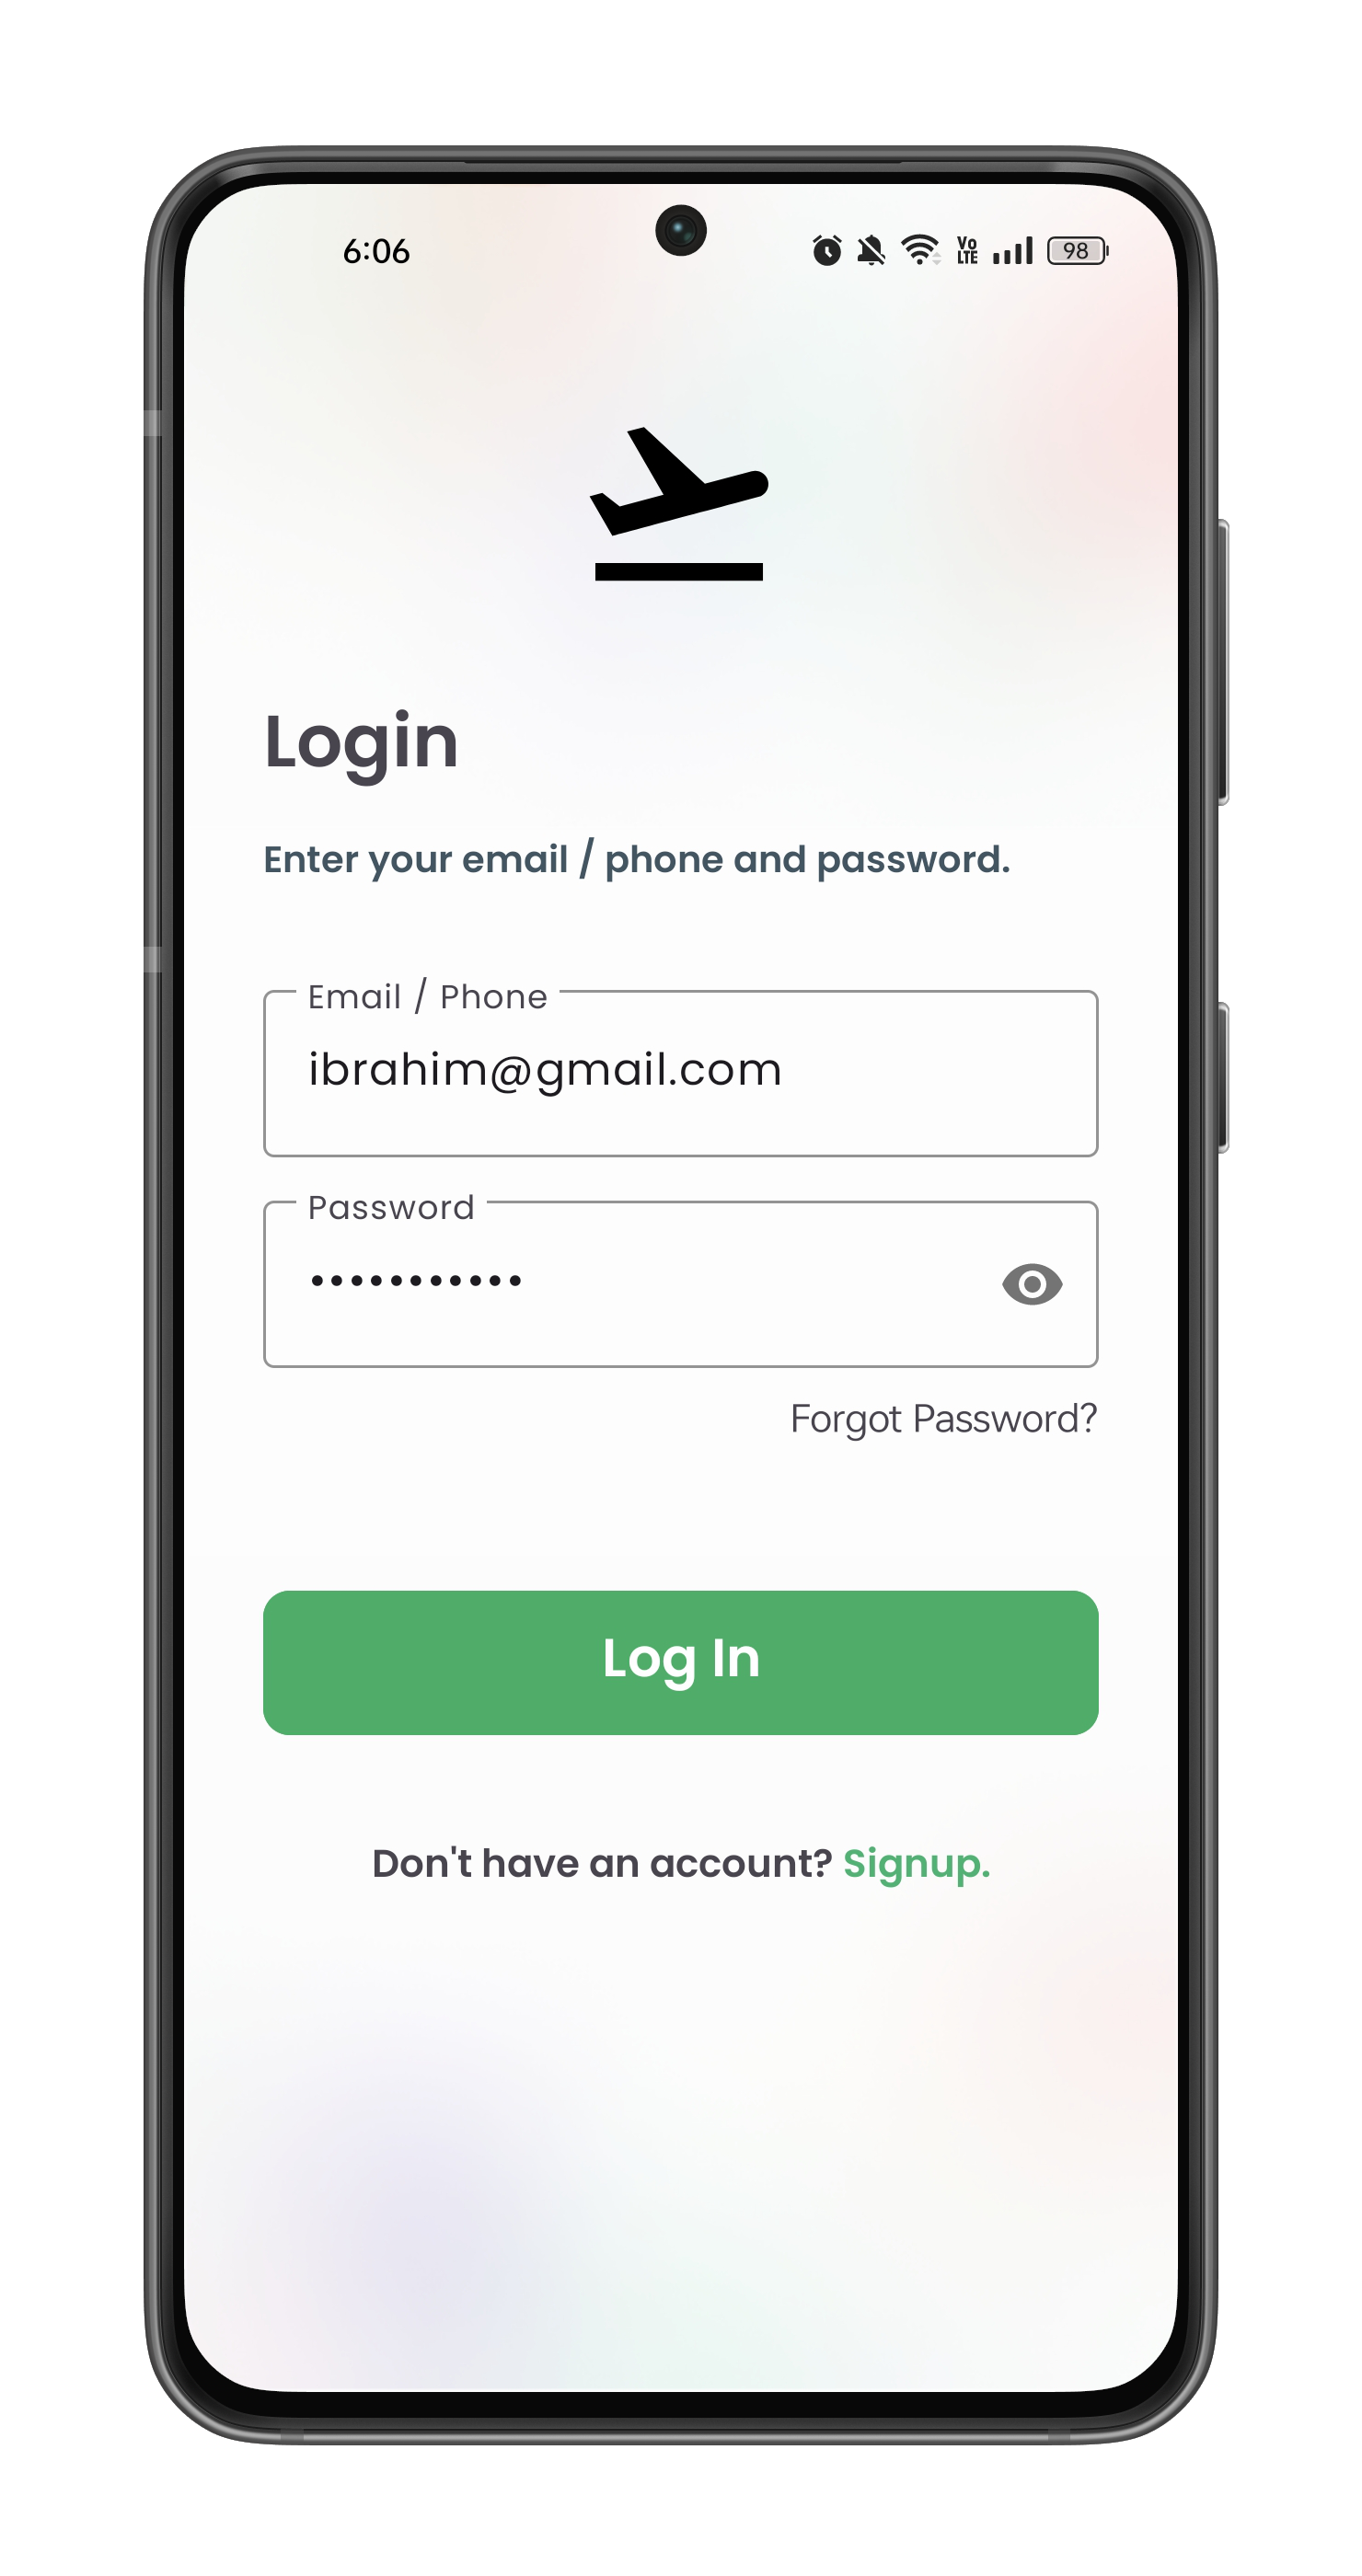 6:06
Vo
LTE
98
Login
Enter your email / phone and password.
Email / Phone
ibrahim@gmail.com
Password
•••••••••••
Forgot Password?
Log In
Don't have an account? Signup.